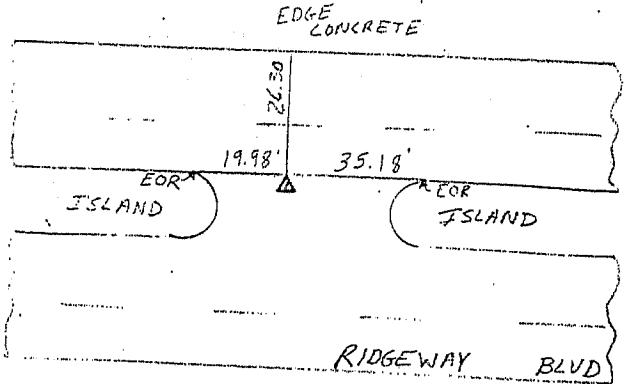 EDGE
CONCRETE
26.30
19.98' 35.18'
EOR EOR
ISLAND ISLAND
RIDGEWAY BLVD